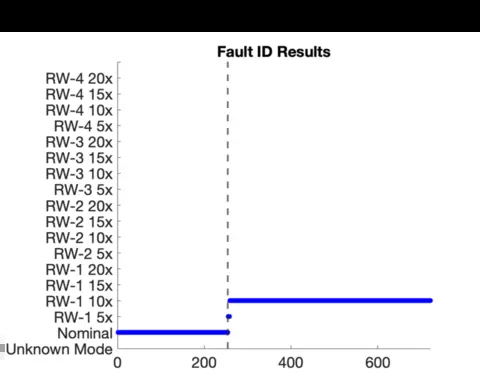 Fault ID Results
RW-4 20x
RW-4 15x
RW-4 10x
RW-4 5x
RW-3 20x
RW-3 15x
RW-3 10x
RW-3 5x
RW-2 20x
RW-2 15x
RW-2 10x
RW-2 5x
RW-1 20x
RW-1 15x
RW-1 10x
RW-1 5x
Nominal
Unknown Mode
0 200 400 600